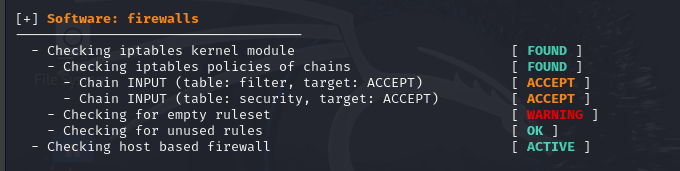 [+] Software: firewalls
------------------------------------
- Checking iptables kernel module [ FOUND ]
- Checking iptables policies of chains [ FOUND ]
- Chain INPUT (table: filter, target: ACCEPT) [ ACCEPT ]
- Chain INPUT (table: security, target: ACCEPT) [ ACCEPT ]
- Checking for empty ruleset [ WARNING ]
- Checking for unused rules [ OK ]
- Checking host based firewall [ ACTIVE ]